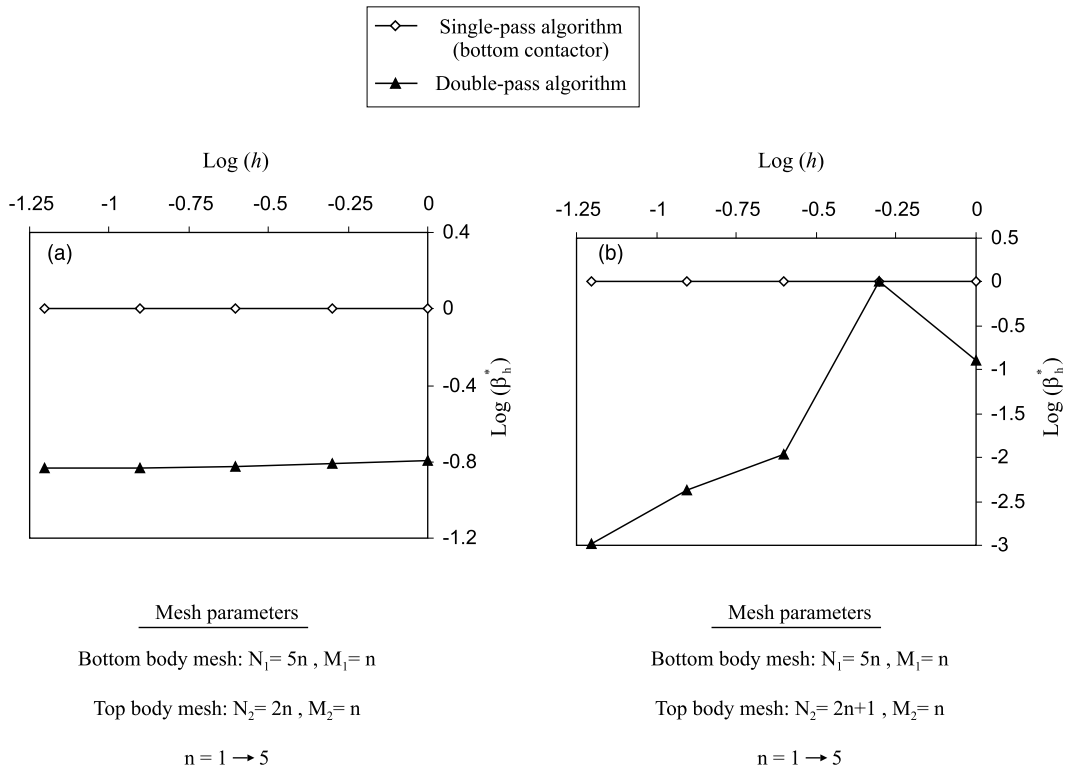 Single-pass algorithm
(bottom contactor)
Double-pass algorithm
Log (h)
-1.25 -1 -0.75 -0.5 -0.25 0
(a)
0.4
0
-0.4
-0.8
-1.2
Log (β*h)
Mesh parameters
Bottom body mesh: N1= 5n , M1= n
Top body mesh: N2= 2n , M2= n
n = 1 → 5
Log (h)
-1.25 -1 -0.75 -0.5 -0.25 0
(b)
0.5
0
-0.5
-1
-1.5
-2
-2.5
-3
Log (β*h)
Mesh parameters
Bottom body mesh: N1= 5n , M1= n
Top body mesh: N2= 2n+1 , M2= n
n = 1 → 5